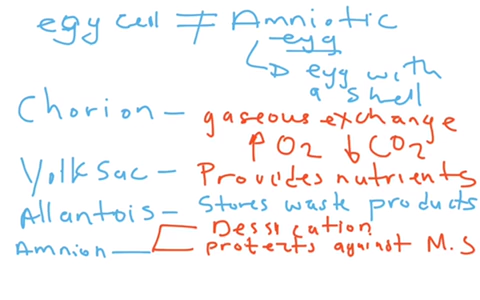 egg cell ≠ Amniotic
egg
↳ egg with
a shell
Chorion – gaseous exchange
↑ O2 ↓ CO2
Yolk Sac – Provides nutrients
Allantois – Stores waste products
Dessication
Amnion — protects against M.S